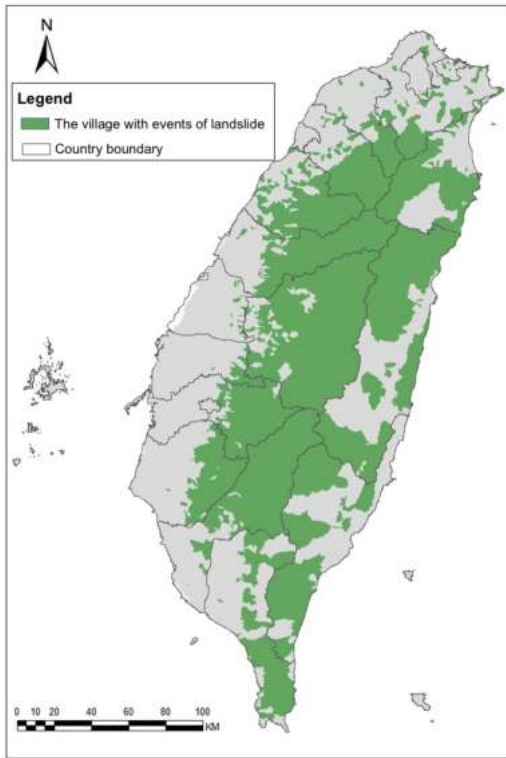 N
Legend
The village with events of landslide
Country boundary
0 10 20 40 60 80 100
KM